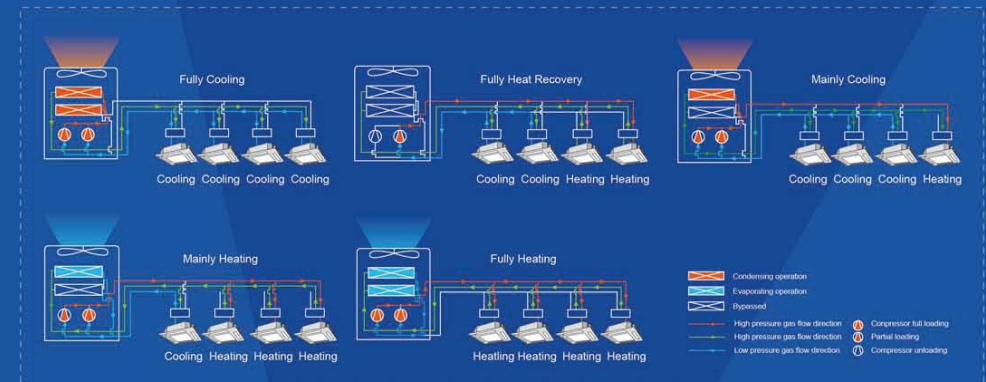 Fully Cooling
Cooling Cooling Cooling Cooling
Fully Heat Recovery
Cooling Cooling Heating Heating
Mainly Cooling
Cooling Cooling Cooling Heating
Mainly Heating
Cooling Heating Heating Heating
Fully Heating
Heatling Heating Heating Heating
Condensing operation
Evaporating operation
Bypassed
High pressure gas flow direction
High pressure gas flow direction
Low pressure gas flow direction
Conpressor full loading
Partial loading
Compressor unloading